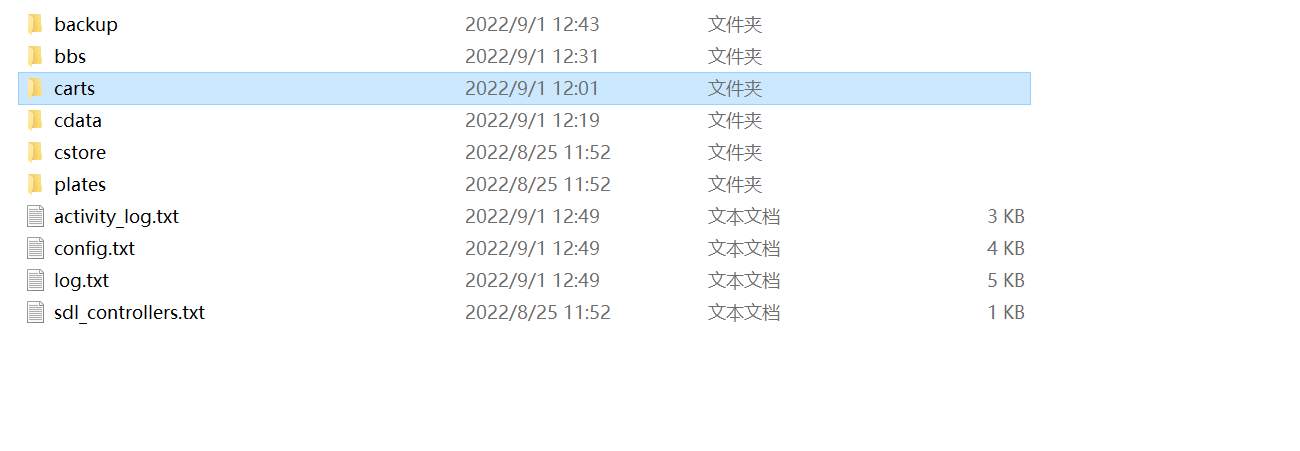 backup 2022/9/1 12:43 文件夹
bbs 2022/9/1 12:31 文件夹
carts 2022/9/1 12:01 文件夹
cdata 2022/9/1 12:19 文件夹
cstore 2022/8/25 11:52 文件夹
plates 2022/8/25 11:52 文件夹
activity_log.txt 2022/9/1 12:49 文本文档 3 KB
config.txt 2022/9/1 12:49 文本文档 4 KB
log.txt 2022/9/1 12:49 文本文档 5 KB
sdl_controllers.txt 2022/8/25 11:52 文本文档 1 KB